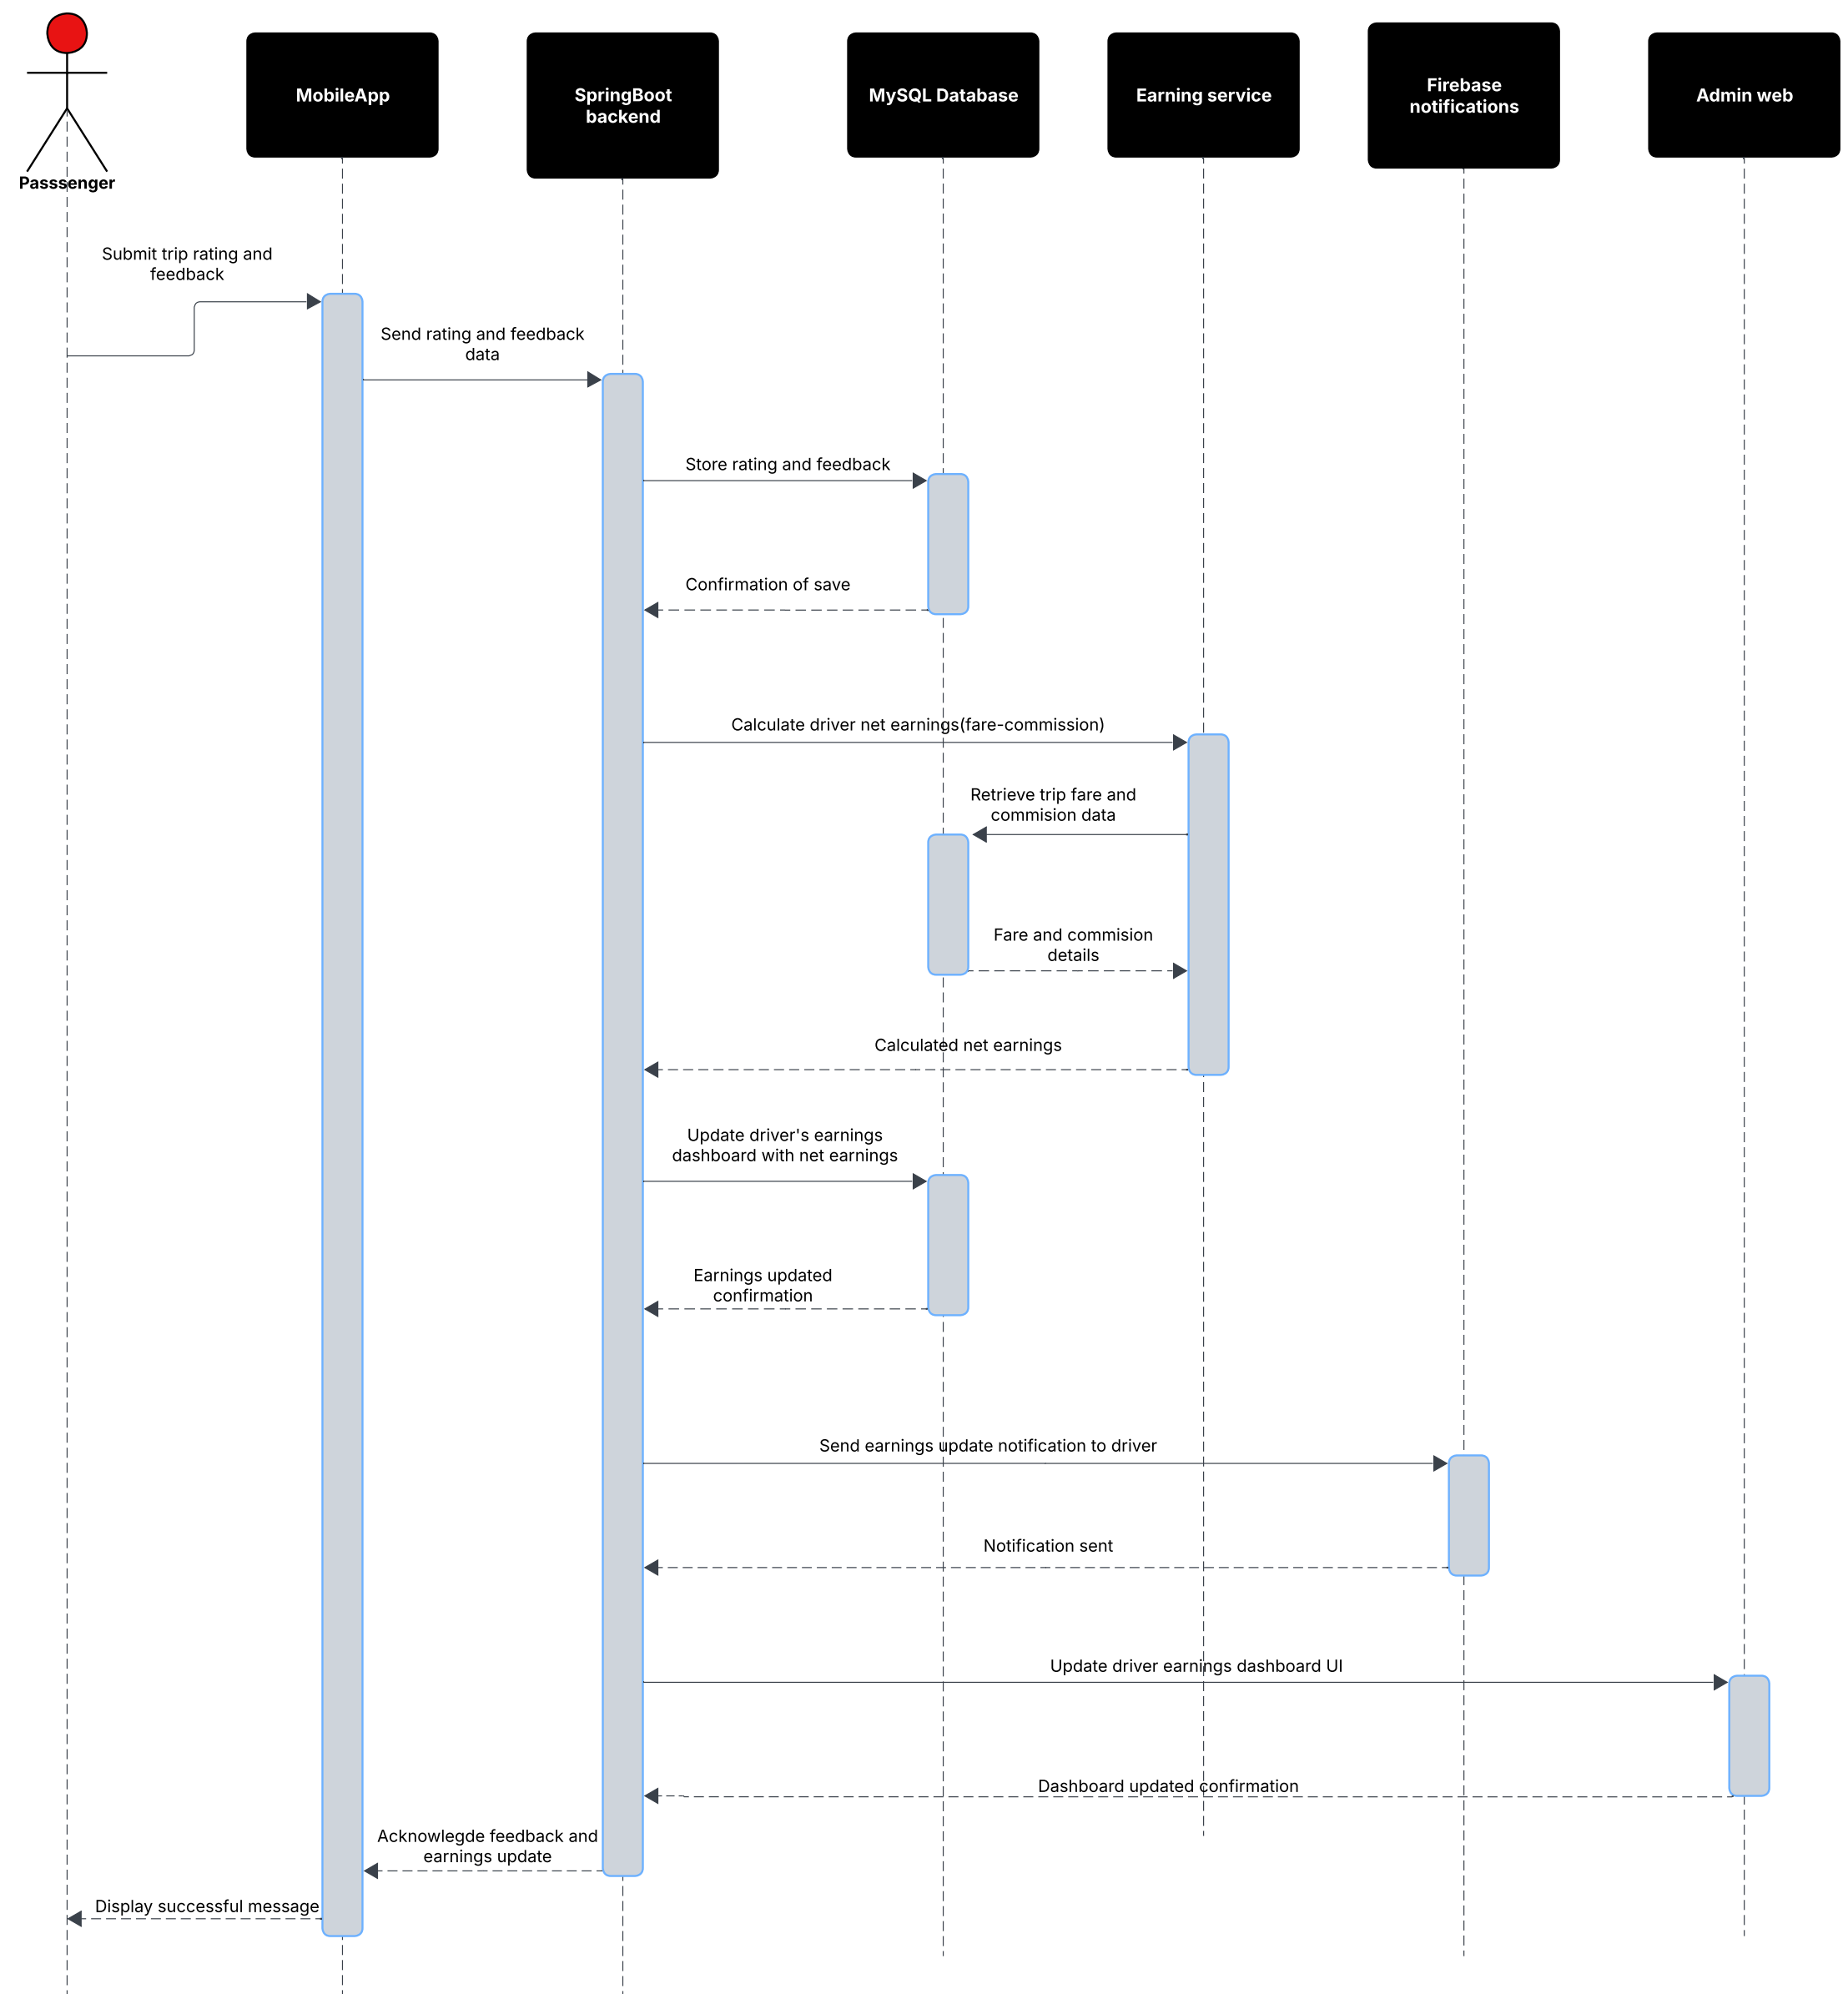 MobileApp
SpringBoot
backend
MySQL Database
Earning service
Firebase
notifications
Admin web
Passsenger
Submit trip rating and
feedback
Send rating and feedback
data
Store rating and feedback
Confirmation of save
Calculate driver net earnings(fare-commission)
Retrieve trip fare and
commision data
Fare and commision
details
Calculated net earnings
Update driver's earnings
dashboard with net earnings
Earnings updated
confirmation
Send earnings update notification to driver
Notification sent
Update driver earnings dashboard UI
Dashboard updated confirmation
Acknowlegde feedback and
earnings update
Display successful message